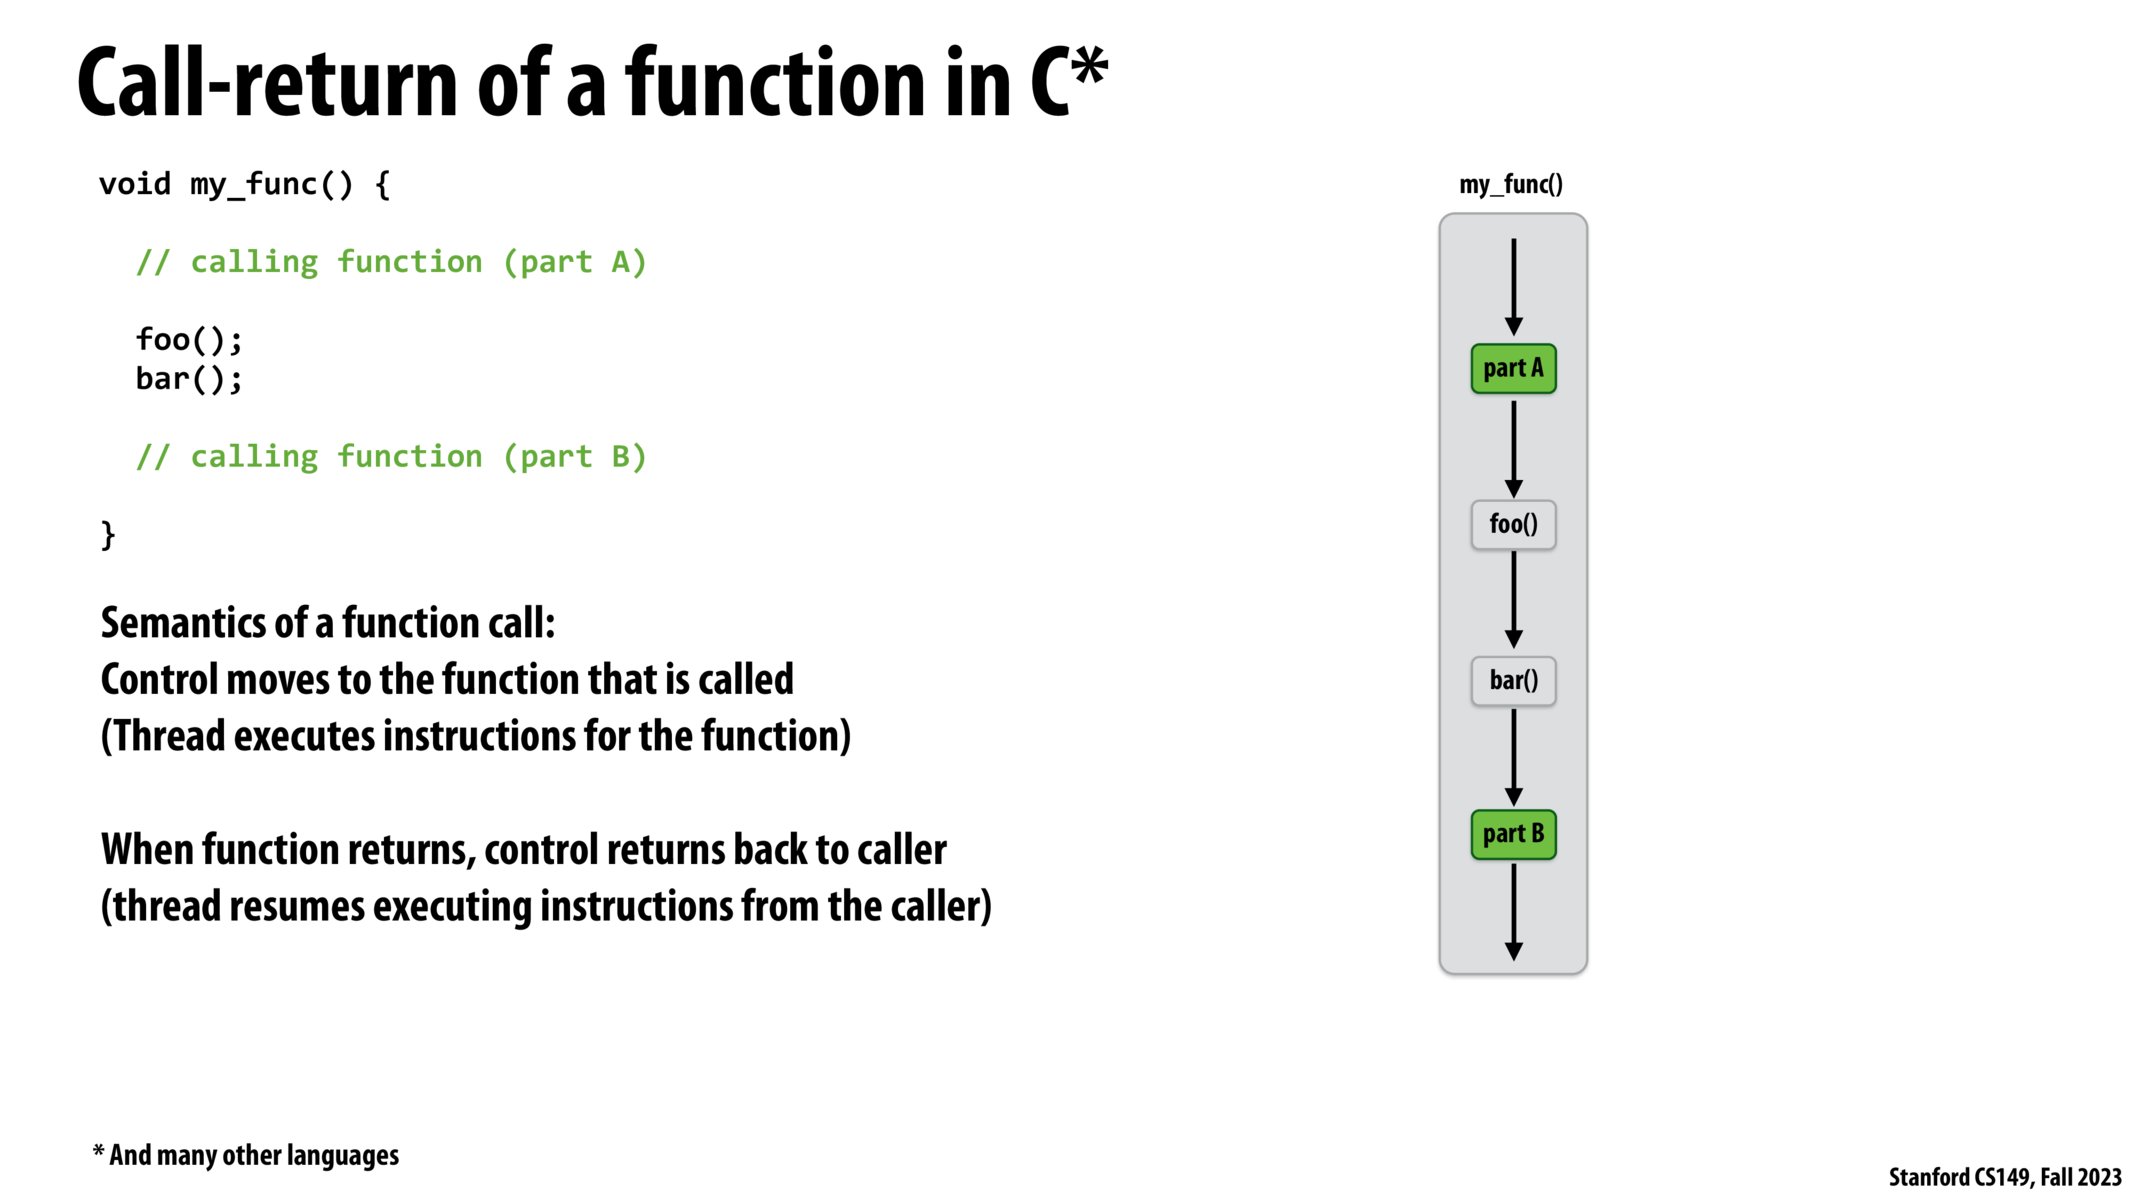 Call-return of a function in C*
void my_func() {
// calling function (part A)
foo();
bar();
// calling function (part B)
}
Semantics of a function call:
Control moves to the function that is called
(Thread executes instructions for the function)
When function returns, control returns back to caller
(thread resumes executing instructions from the caller)
my_func()
part A
foo()
bar()
part B
* And many other languages
Stanford CS149, Fall 2023